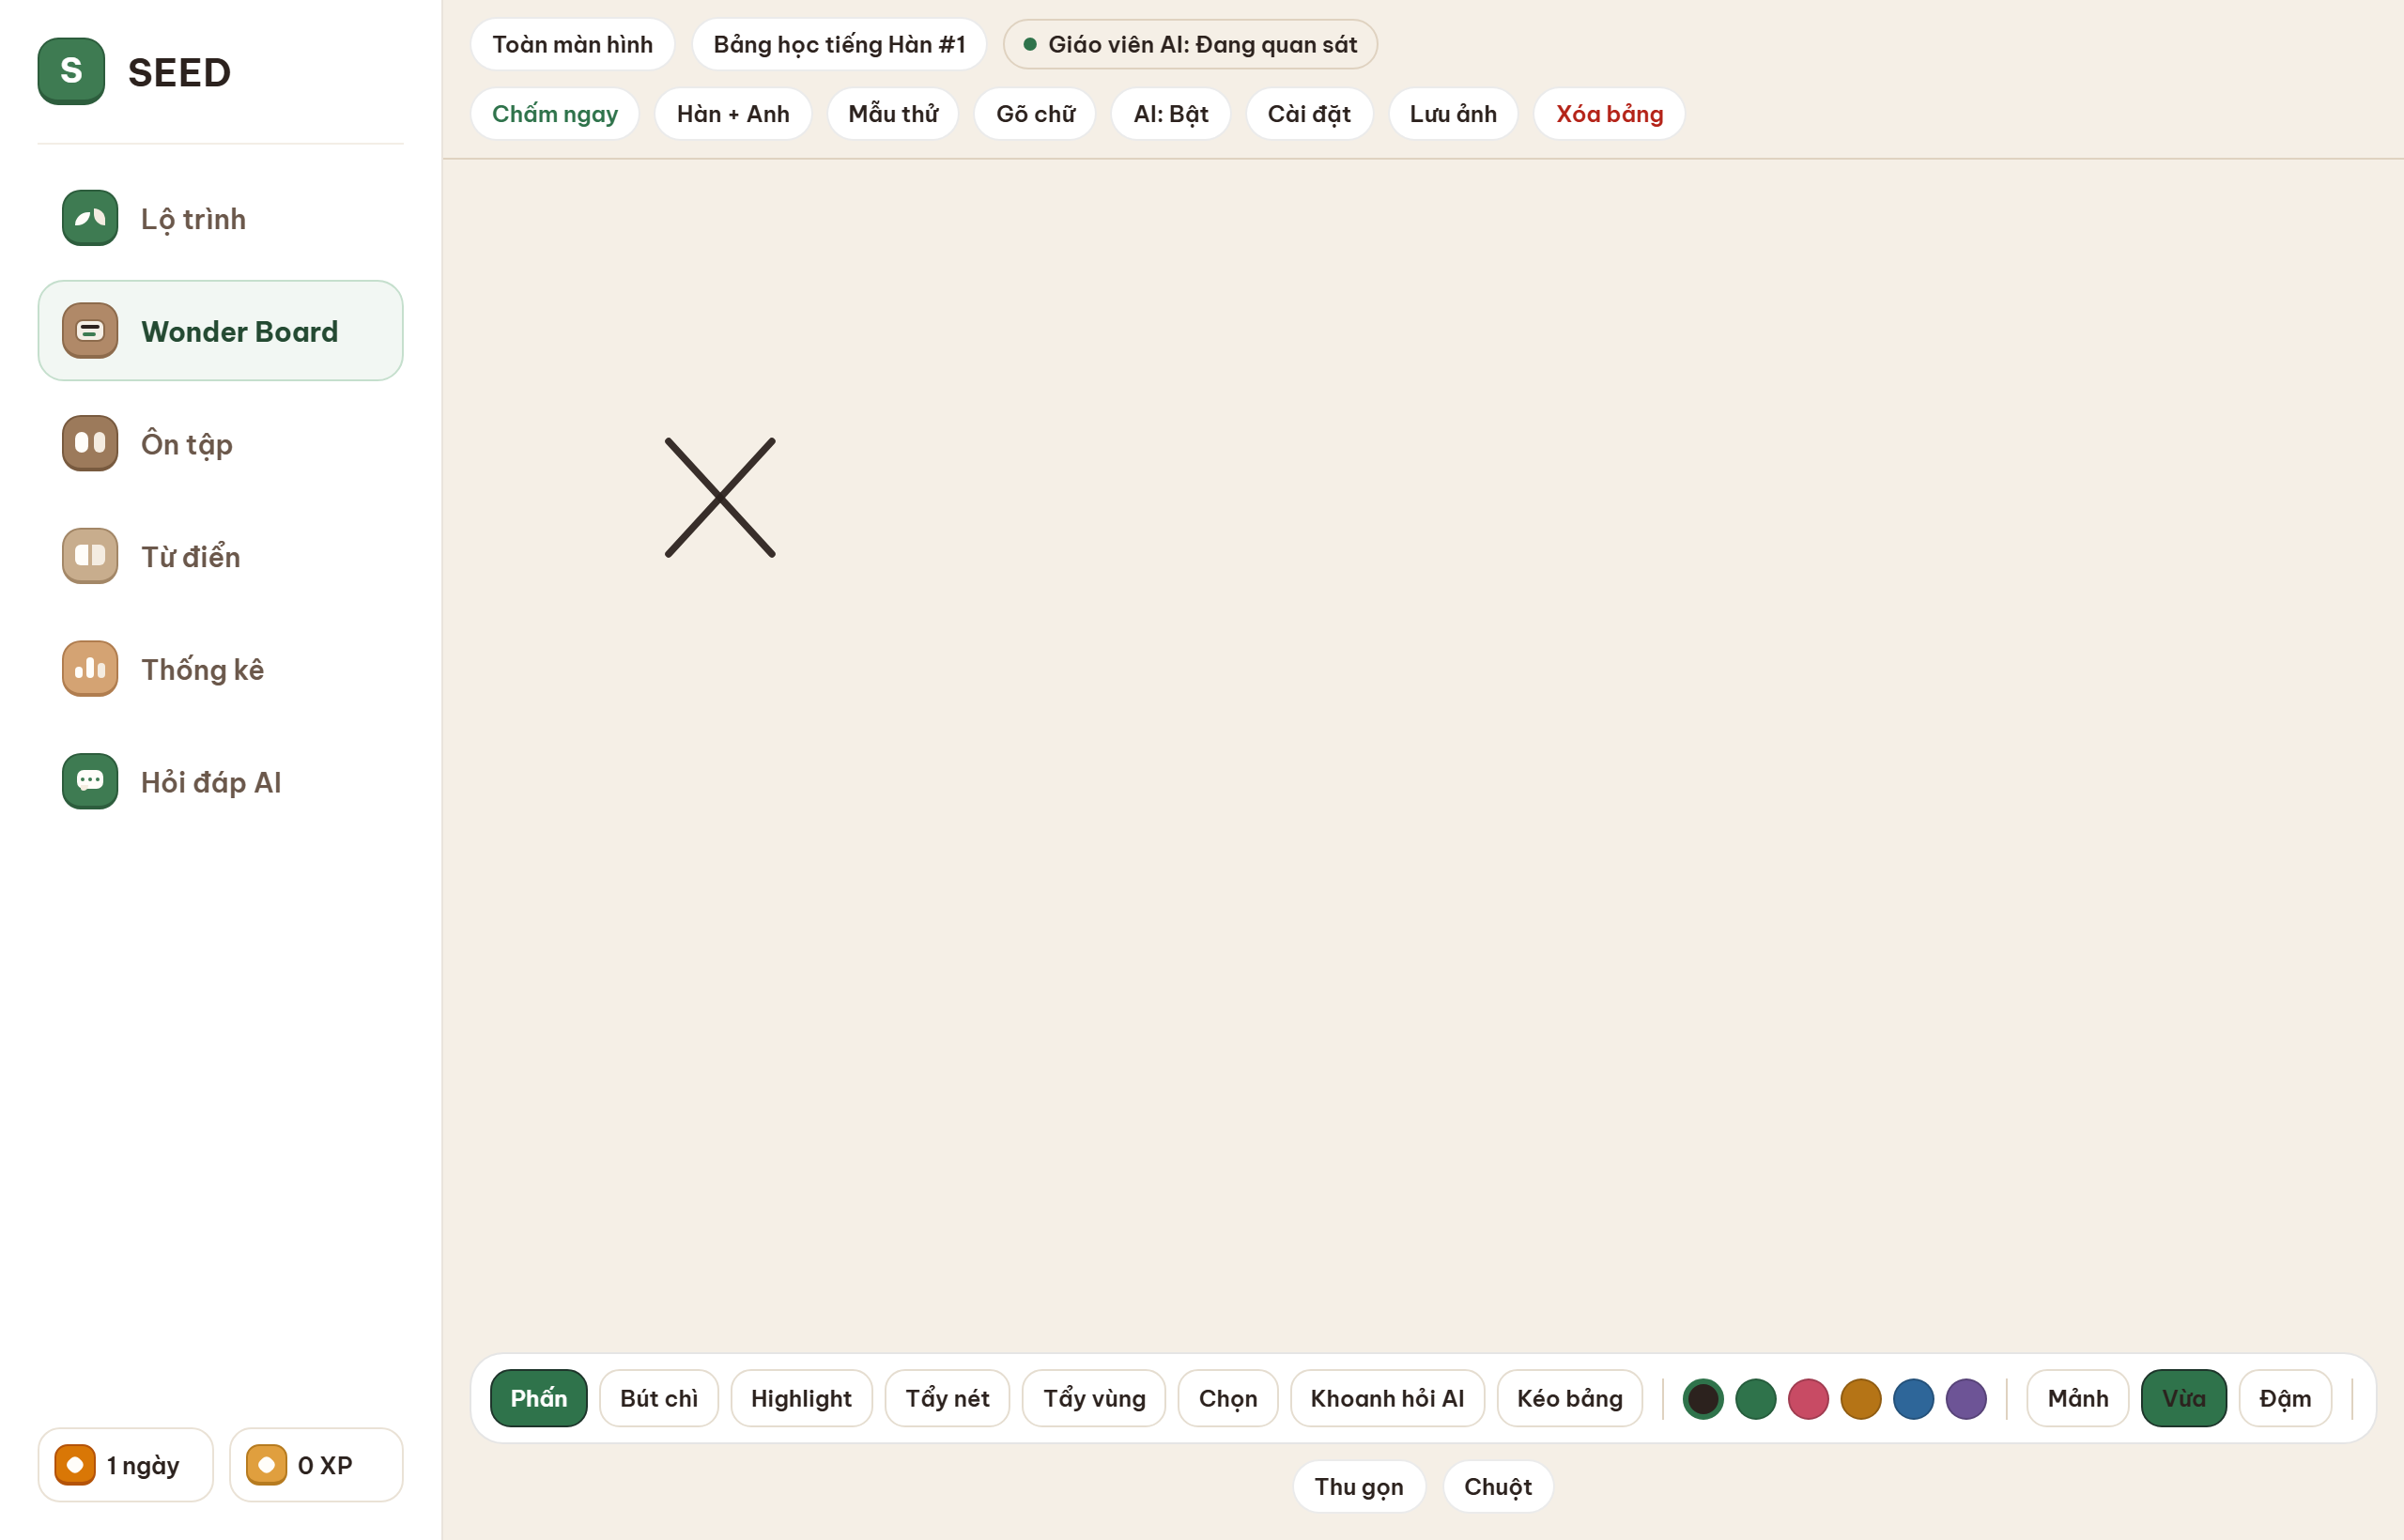 S SEED
Toàn màn hình
Bảng học tiếng Hàn #1
Giáo viên AI: Đang quan sát
Chấm ngay
Hàn + Anh
Mẫu thử
Gõ chữ
AI: Bật
Cài đặt
Lưu ảnh
Xóa bảng
Lộ trình
Wonder Board
Ôn tập
Từ điển
Thống kê
Hỏi đáp AI
1 ngày
0 XP
Phấn
Bút chì
Highlight
Tẩy nét
Tẩy vùng
Chọn
Khoanh hỏi AI
Kéo bảng
Mảnh
Vừa
Đậm
Thu gọn
Chuột